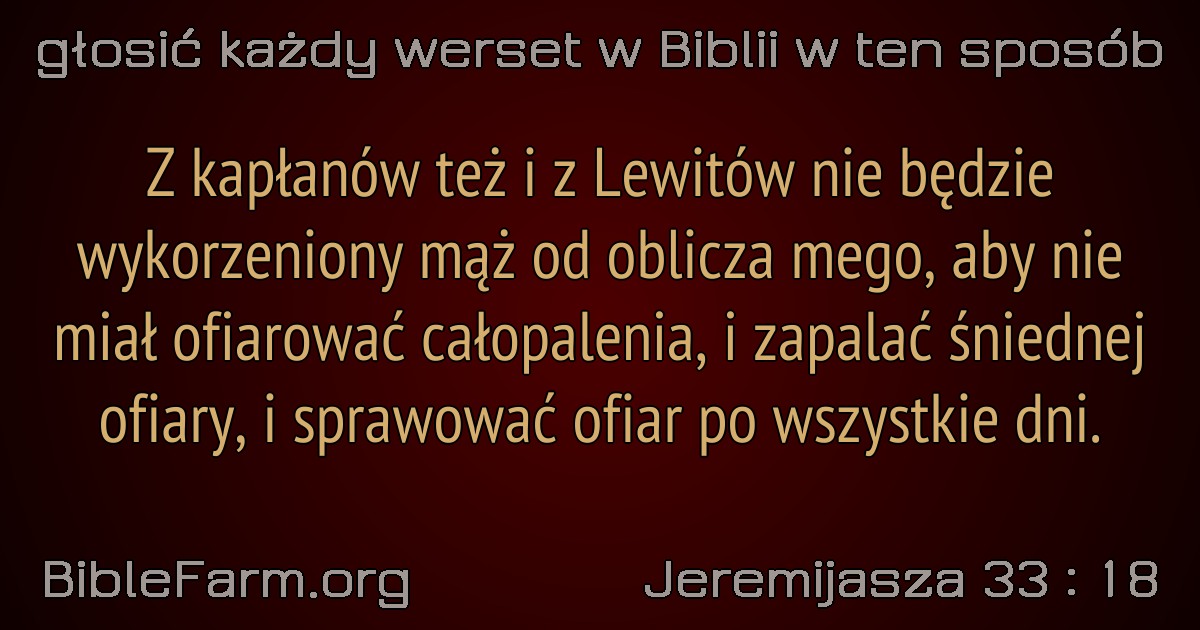 głosić każdy werset w Biblii w ten sposób
Z kapłanów też i z Lewitów nie będzie
wykorzeniony mąż od oblicza mego, aby nie
miał ofiarować całopalenia, i zapalać śniednej
ofiary, i sprawować ofiar po wszystkie dni.
BibleFarm.org
Jeremijasza 33 : 18